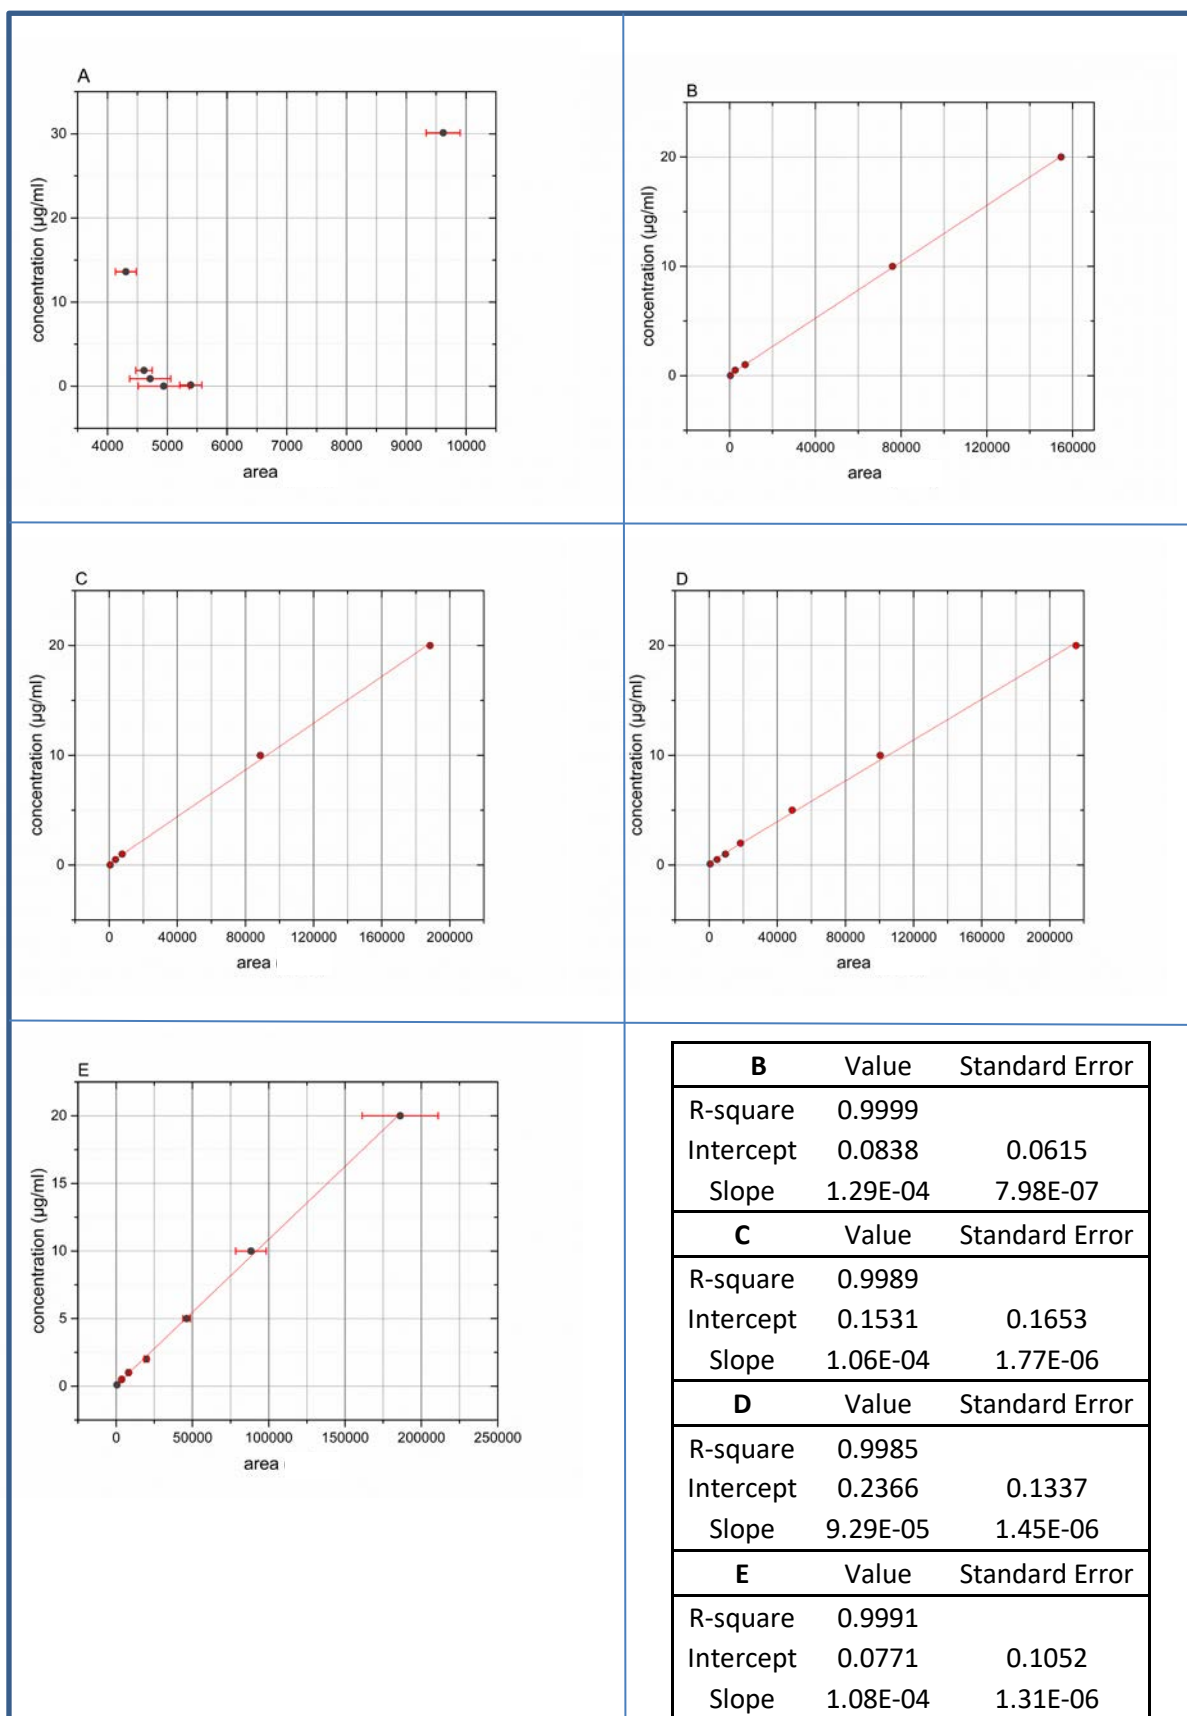 A
concentration (µg/ml)
30
20
10
0
4000 5000 6000 7000 8000 9000 10000
area
B
concentration (µg/ml)
20
10
0
0 40000 80000 120000 160000
area
C
concentration (µg/ml)
20
10
0
0 40000 80000 120000 160000 200000
area
D
concentration (µg/ml)
20
10
0
0 40000 80000 120000 160000 200000
area
E
concentration (µg/ml)
20
15
10
5
0
0 50000 100000 150000 200000 250000
area
B Value Standard Error
R-square 0.9999
Intercept 0.0838 0.0615
Slope 1.29E-04 7.98E-07
C Value Standard Error
R-square 0.9989
Intercept 0.1531 0.1653
Slope 1.06E-04 1.77E-06
D Value Standard Error
R-square 0.9985
Intercept 0.2366 0.1337
Slope 9.29E-05 1.45E-06
E Value Standard Error
R-square 0.9991
Intercept 0.0771 0.1052
Slope 1.08E-04 1.31E-06